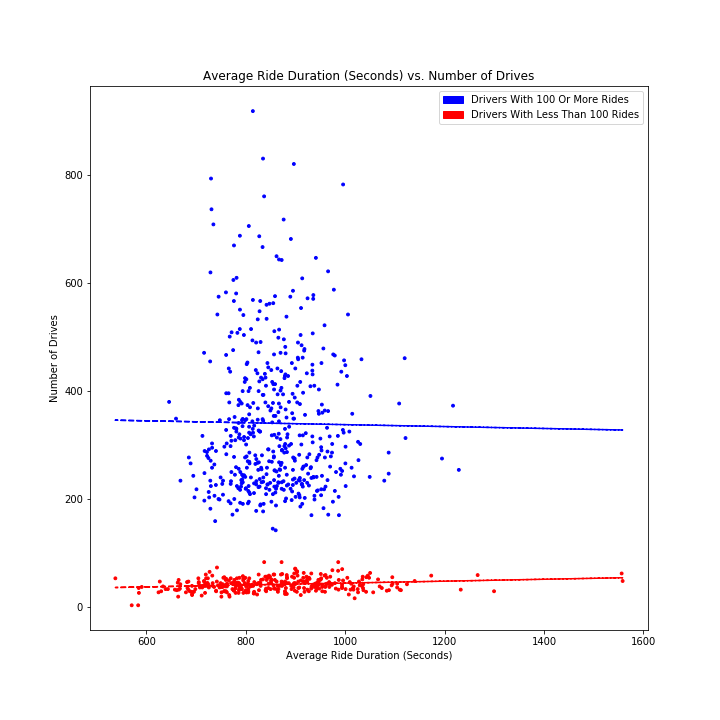 Average Ride Duration (Seconds) vs. Number of Drives
Drivers With 100 Or More Rides
Drivers With Less Than 100 Rides
Number of Drives
800
600
400
200
0
600 800 1000 1200 1400 1600
Average Ride Duration (Seconds)